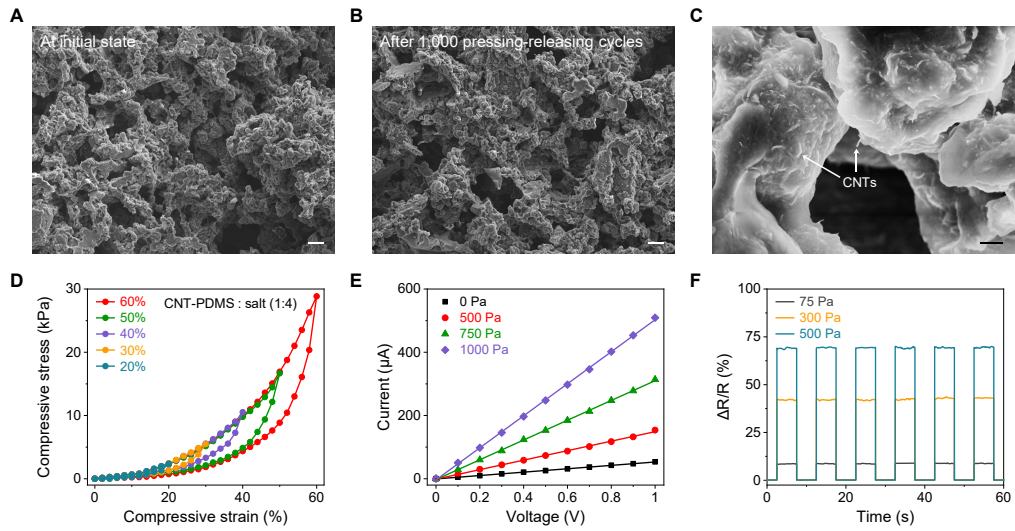 A
At initial state
B
After 1,000 pressing-releasing cycles
C
CNTs
D
Compressive stress (kPa)
30
20
10
0
60%
50%
40%
30%
20%
CNT-PDMS : salt (1:4)
0
20
40
60
Compressive strain (%)
E
Current (μA)
600
400
200
0
0 Pa
500 Pa
750 Pa
1000 Pa
0
0.2
0.4
0.6
0.8
1
Voltage (V)
F
ΔR/R (%)
100
75
50
25
0
75 Pa
300 Pa
500 Pa
0
20
40
60
Time (s)